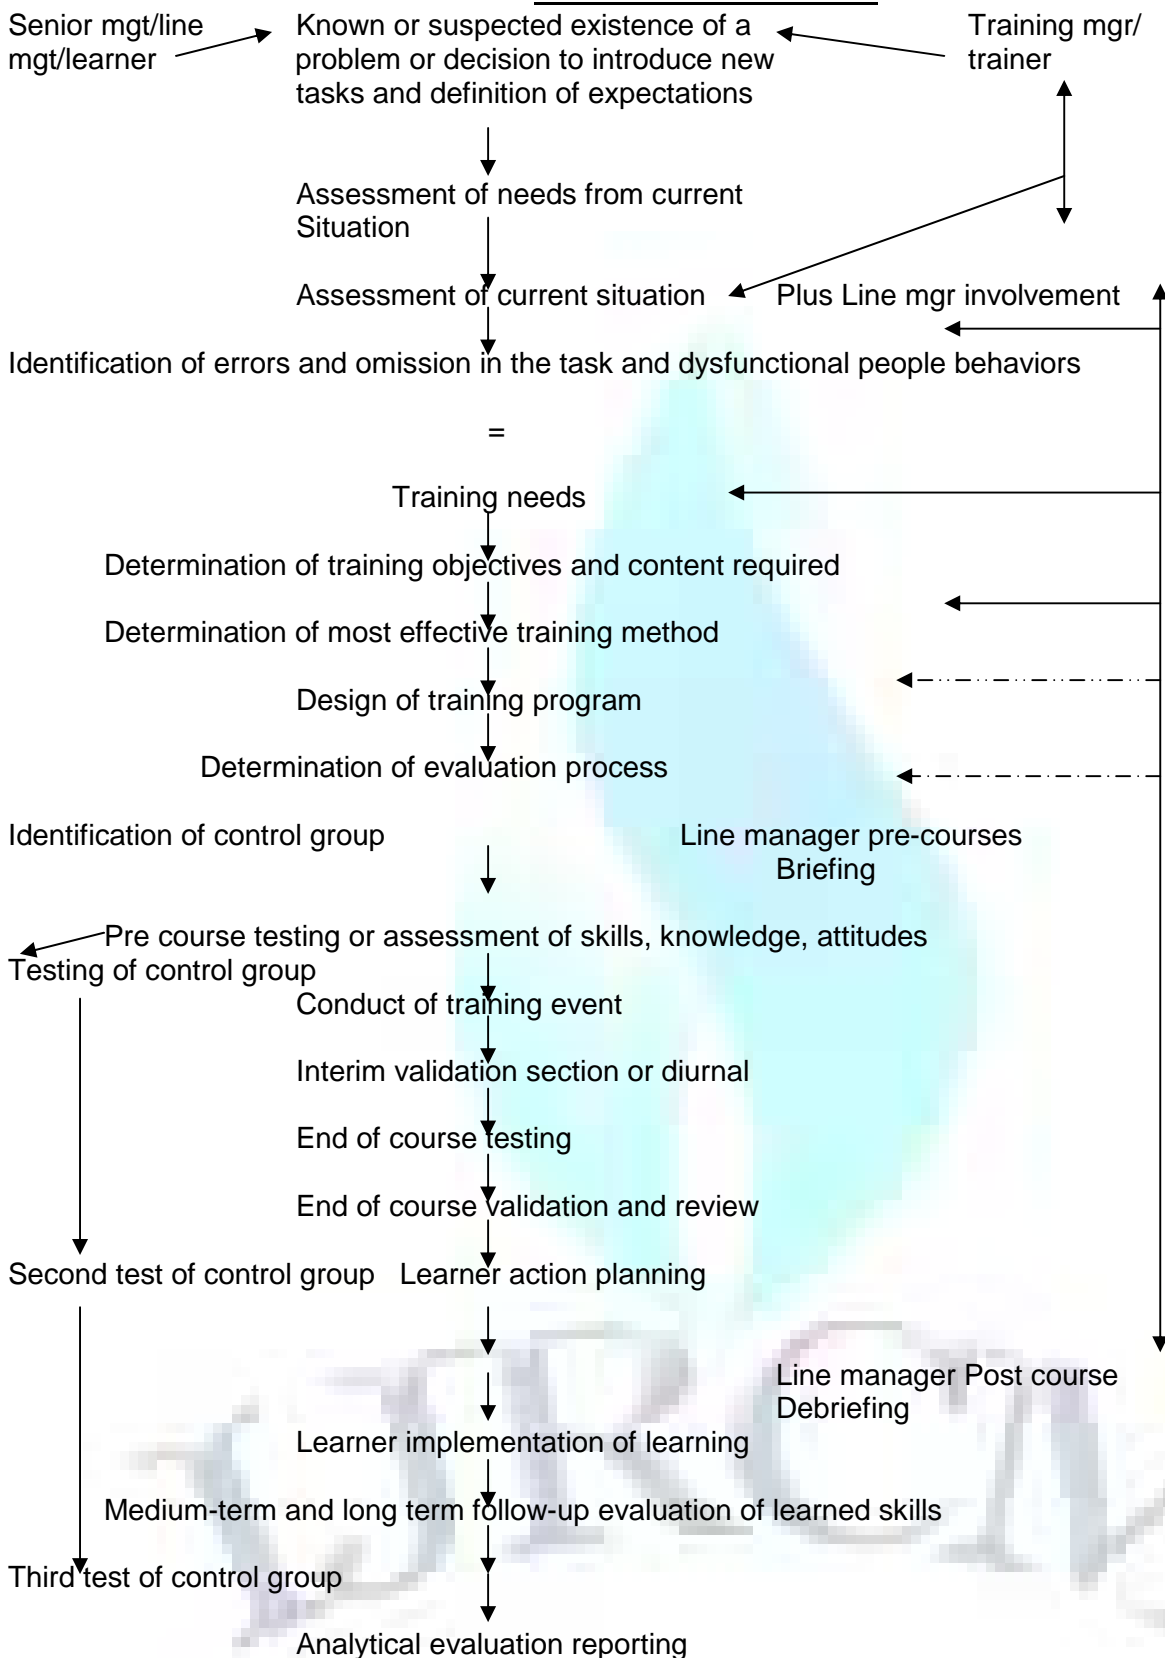 Senior mgt/line
mgt/learner
Known or suspected existence of a
problem or decision to introduce new
tasks and definition of expectations
Training mgr/
trainer
Assessment of needs from current
Situation
Assessment of current situation
Plus Line mgr involvement
Identification of errors and omission in the task and dysfunctional people behaviors
=
Training needs
Determination of training objectives and content required
Determination of most effective training method
Design of training program
Determination of evaluation process
Identification of control group
Line manager pre-courses
Briefing
Pre course testing or assessment of skills, knowledge, attitudes
Testing of control group
Conduct of training event
Interim validation section or diurnal
End of course testing
End of course validation and review
Second test of control group
Learner action planning
Line manager Post course
Debriefing
Learner implementation of learning
Medium-term and long term follow-up evaluation of learned skills
Third test of control group
Analytical evaluation reporting
IJRCM